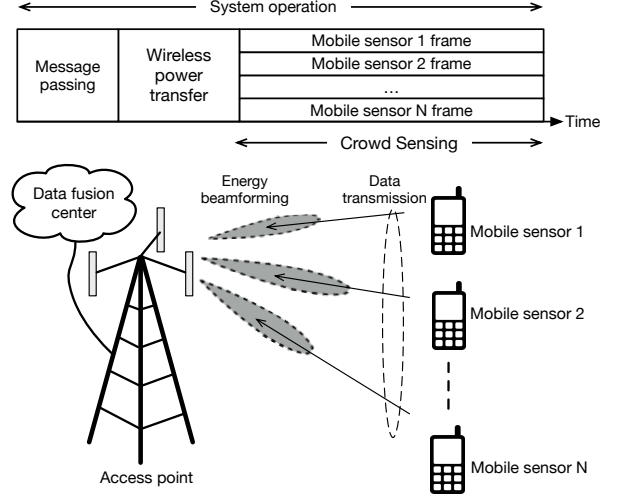 System operation
Message
passing
Wireless
power
transfer
Mobile sensor 1 frame
Mobile sensor 2 frame
...
Mobile sensor N frame
Time
Crowd Sensing
Data fusion
center
Energy
beamforming
Data
transmission
Mobile sensor 1
Mobile sensor 2
Mobile sensor N
Access point